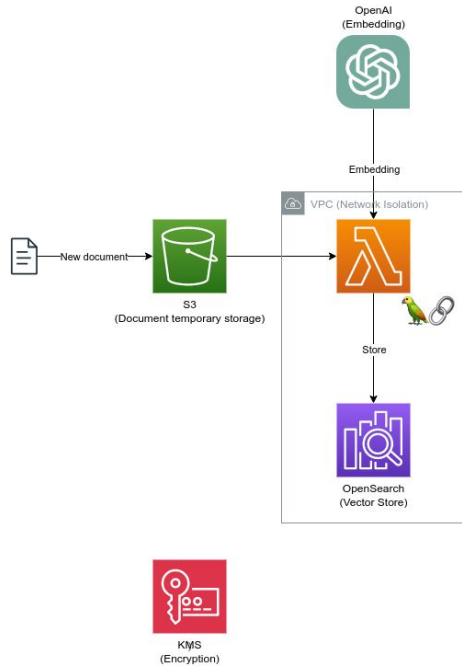 OpenAI
(Embedding)
Embedding
VPC (Network Isolation)
New document
S3
(Document temporary storage)
Store
OpenSearch
(Vector Store)
KMS
(Encryption)